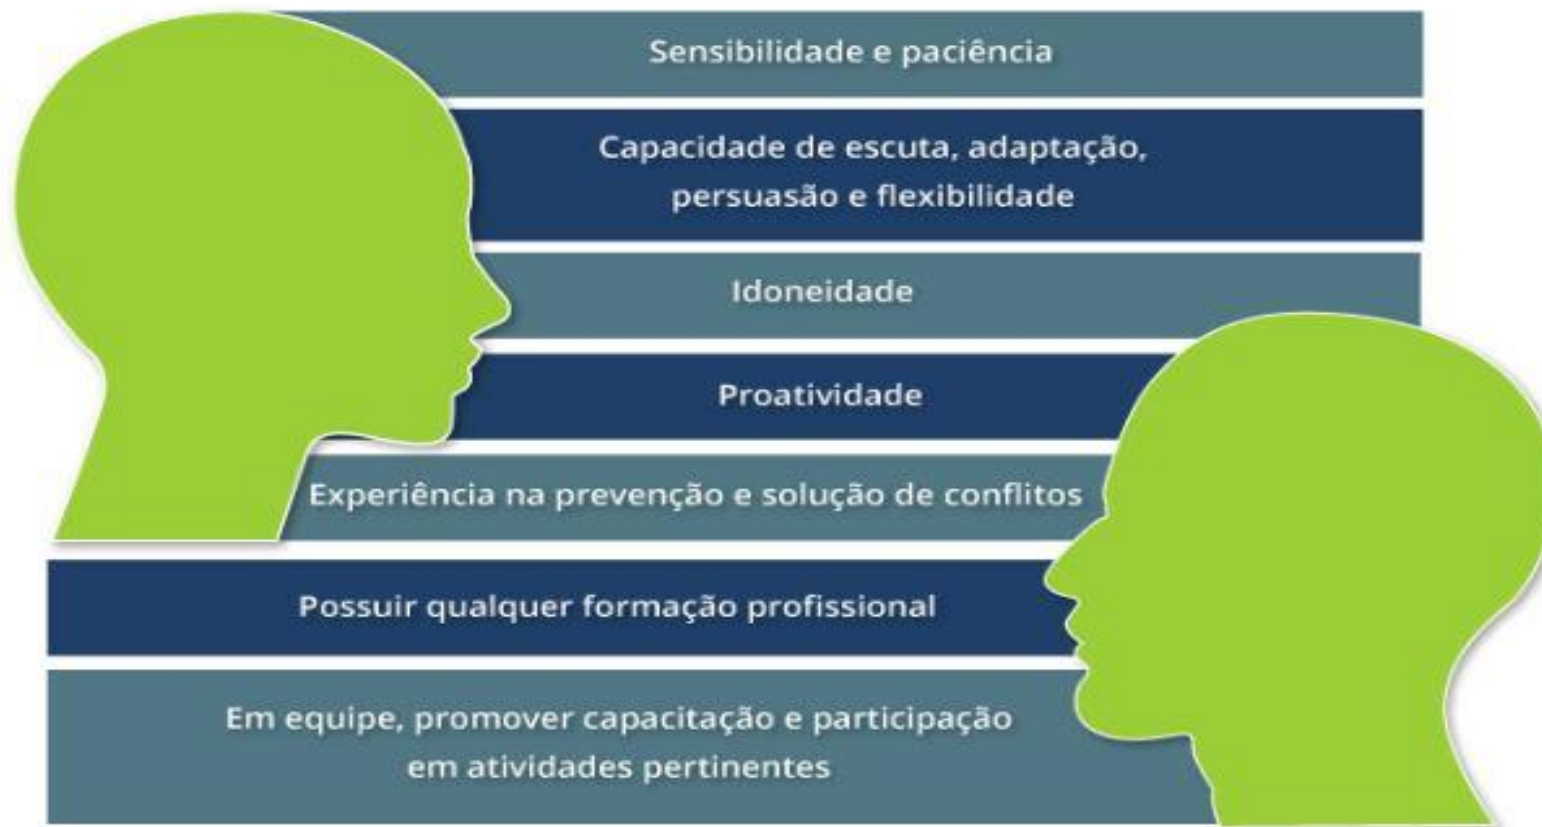 Sensibilidade e paciência
Capacidade de escuta, adaptação,
persuasão e flexibilidade
Idoneidade
Proatividade
Experiência na prevenção e solução de conflitos
Possuir qualquer formação profissional
Em equipe, promover capacitação e participação
em atividades pertinentes